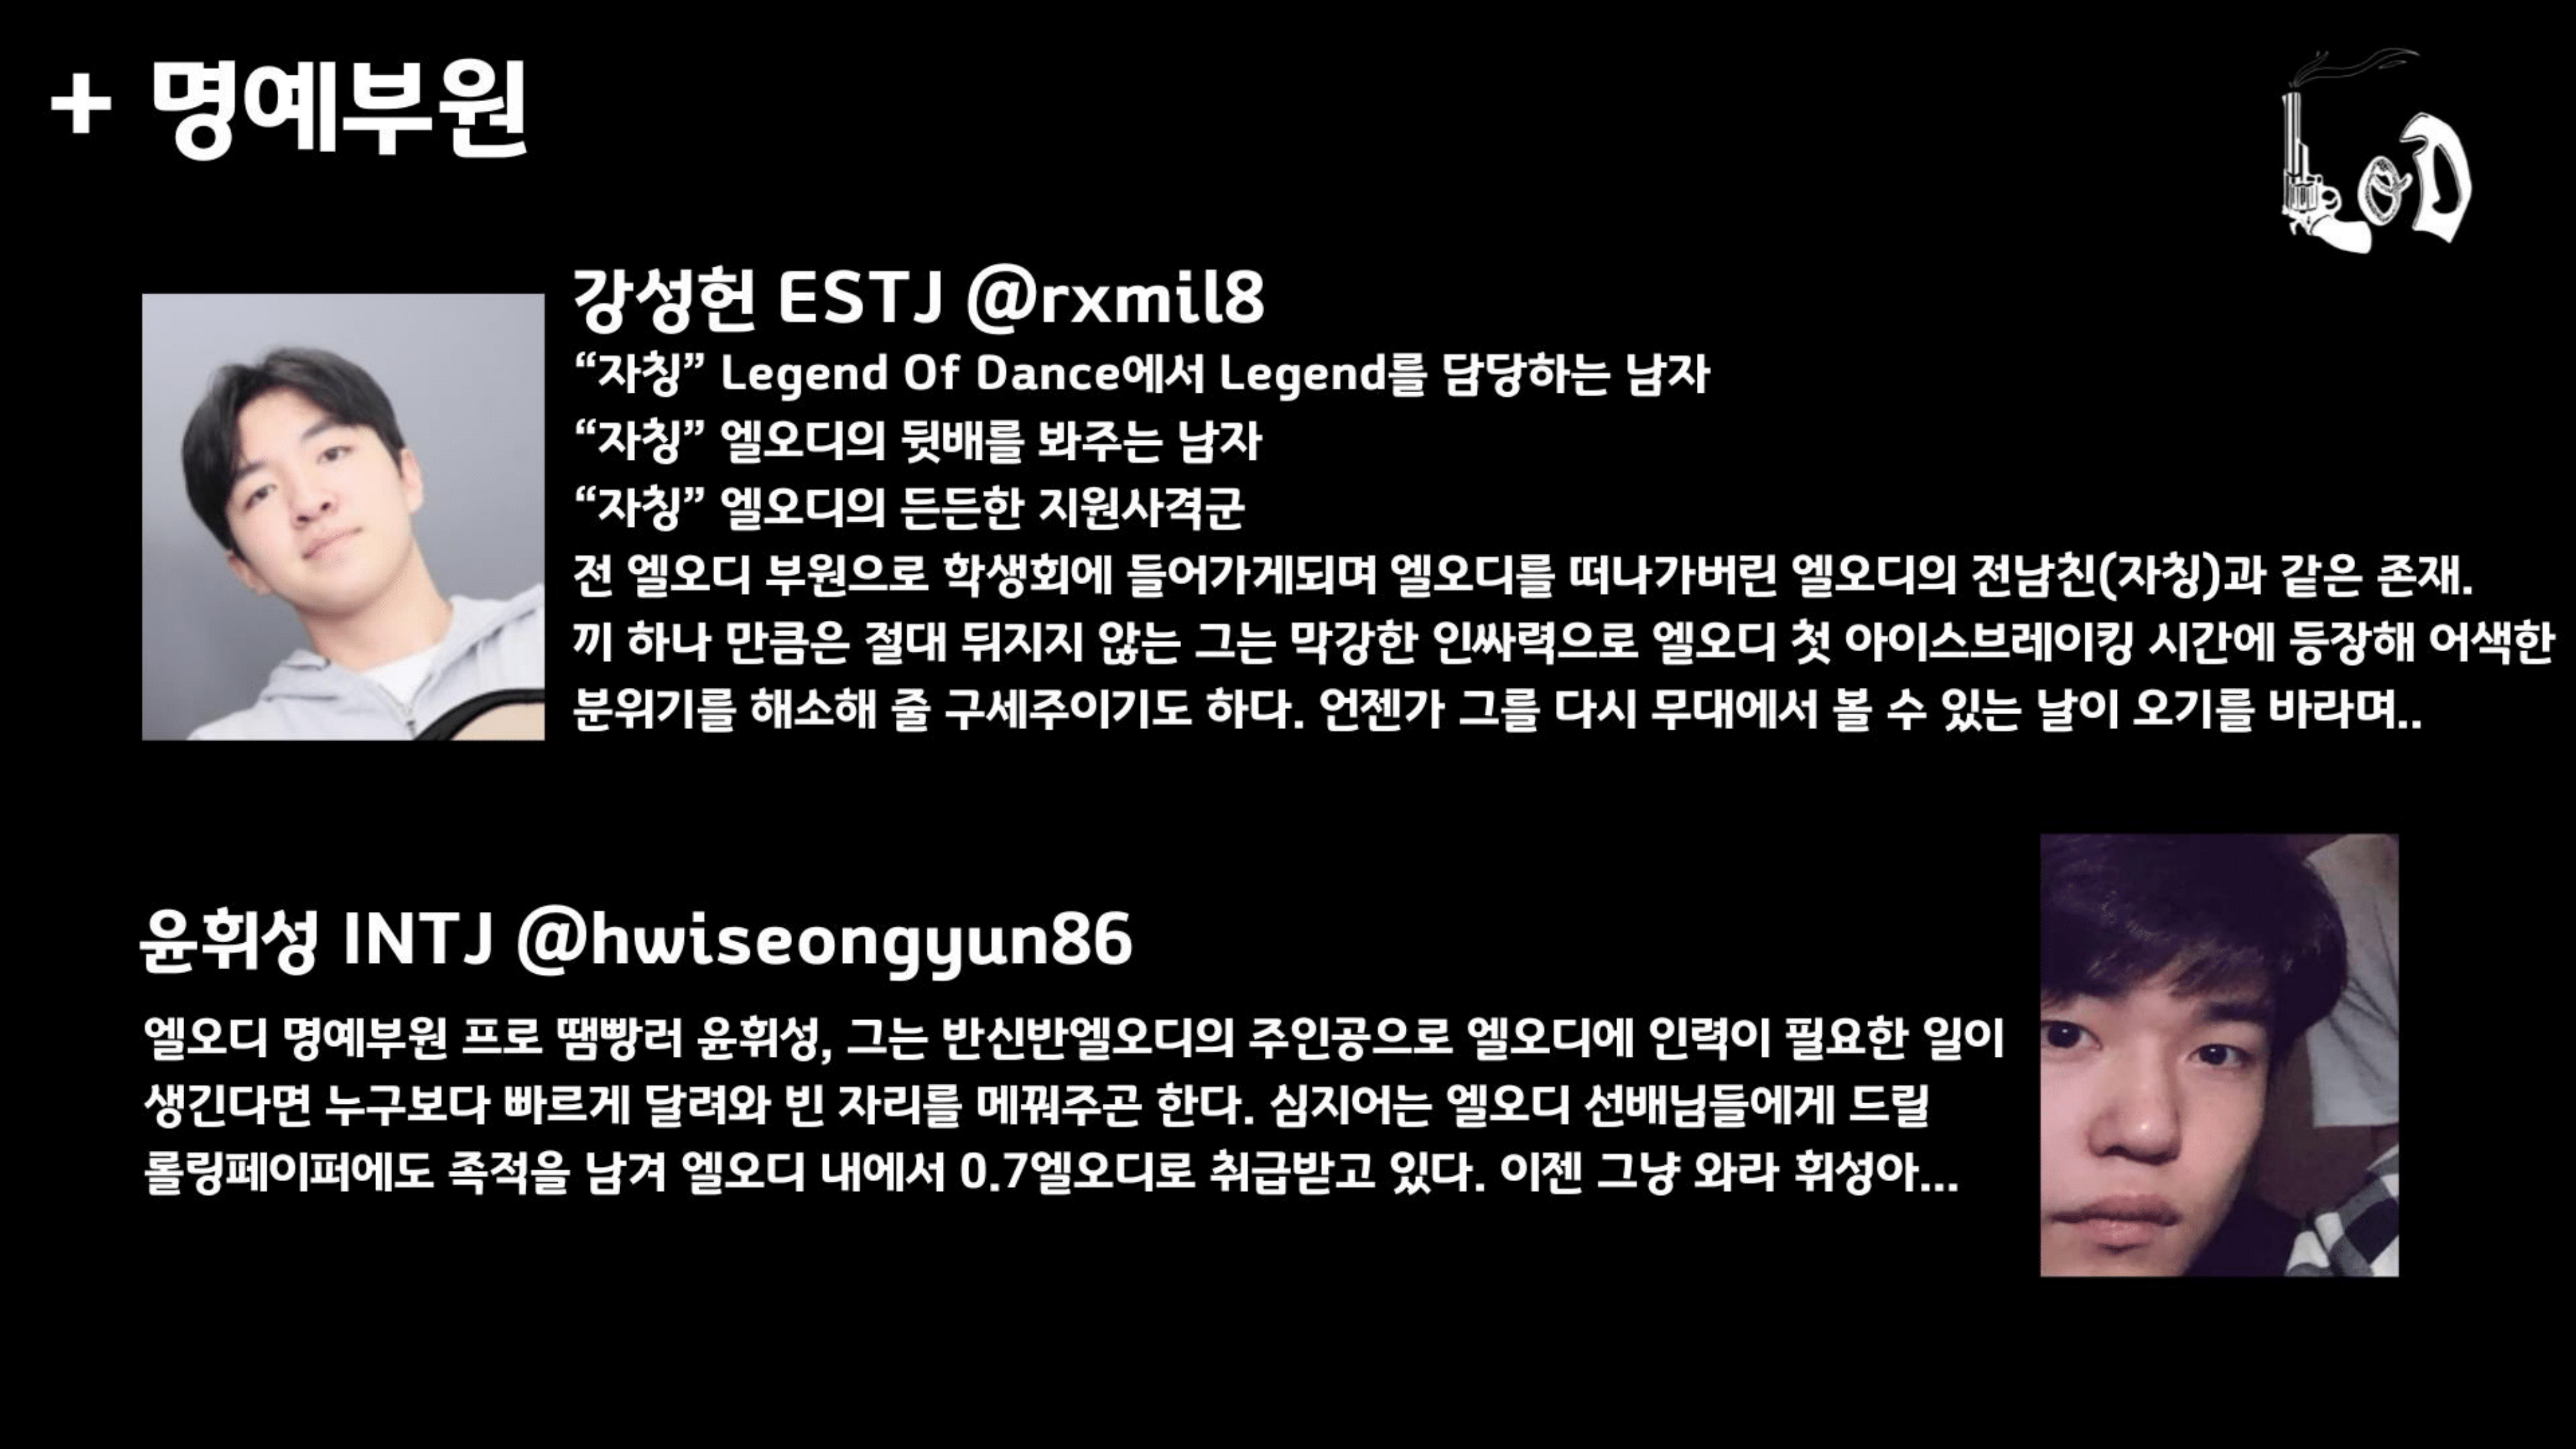 + 명예부원
LOD
강성헌 ESTJ @rxmil8
“자칭” Legend Of Dance에서 Legend를 담당하는 남자
“자칭” 엘오디의 뒷배를 봐주는 남자
“자칭” 엘오디의 든든한 지원사격군
전 엘오디 부원으로 학생회에 들어가게되며 엘오디를 떠나가버린 엘오디의 전남친(자칭)과 같은 존재.
끼 하나 만큼은 절대 뒤지지 않는 그는 막강한 인싸력으로 엘오디 첫 아이스브레이킹 시간에 등장해 어색한
분위기를 해소해 줄 구세주이기도 하다. 언젠가 그를 다시 무대에서 볼 수 있는 날이 오기를 바라며..
윤휘성 INTJ @hwiseongyun86
엘오디 명예부원 프로 땜빵러 윤휘성, 그는 반신반엘오디의 주인공으로 엘오디에 인력이 필요한 일이
생긴다면 누구보다 빠르게 달려와 빈 자리를 메꿔주곤 한다. 심지어는 엘오디 선배님들에게 드릴
롤링페이퍼에도 족적을 남겨 엘오디 내에서 0.7엘오디로 취급받고 있다. 이젠 그냥 와라 휘성아...